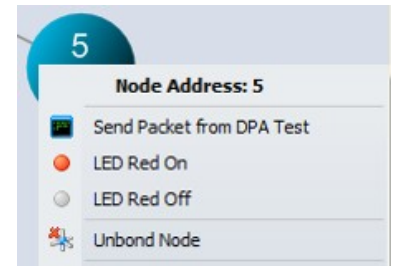 5
Node Address: 5
Send Packet from DPA Test
LED Red On
LED Red Off
Unbond Node